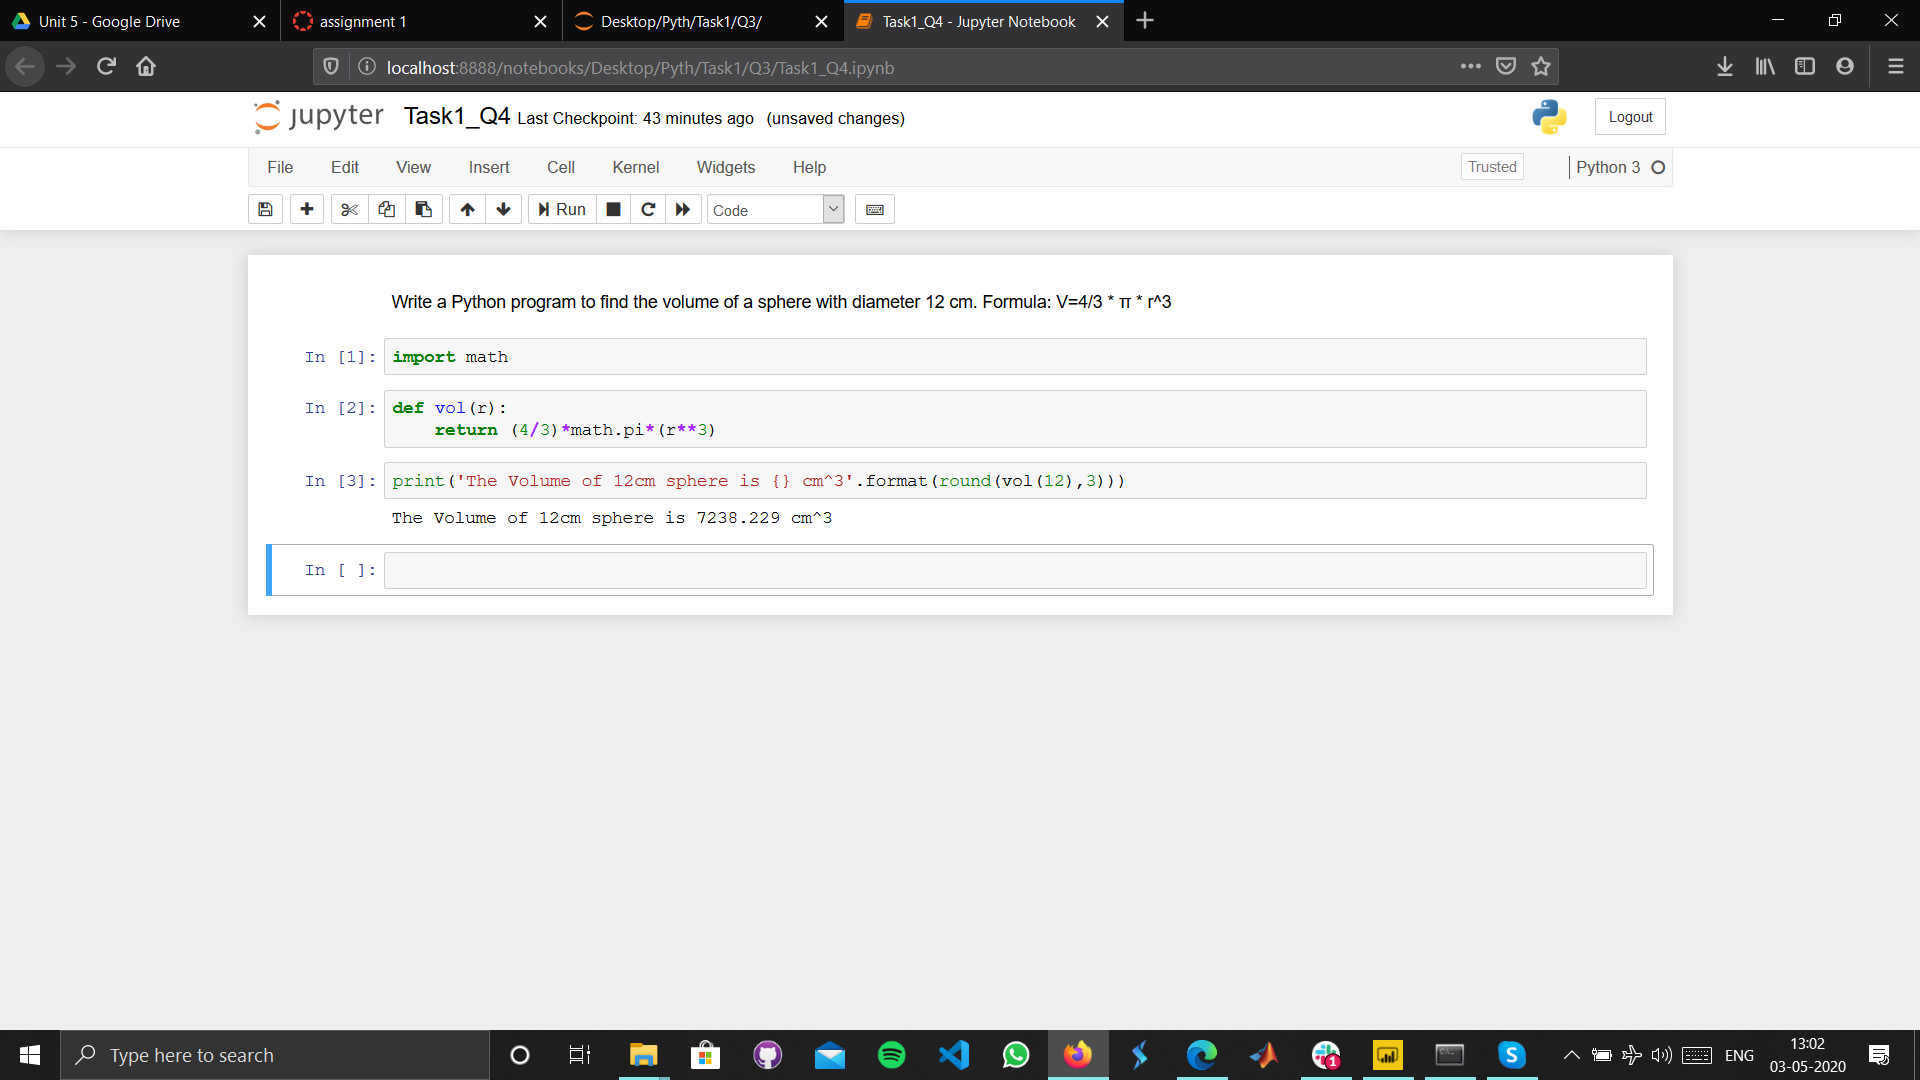 Unit 5 - Google Drive
assignment 1
Desktop/Pyth/Task1/Q3/
Task1_Q4 - Jupyter Notebook
localhost:8888/notebooks/Desktop/Pyth/Task1/Q3/Task1_Q4.ipynb
jupyter Task1_Q4 Last Checkpoint: 43 minutes ago (unsaved changes)
Logout
File Edit View Insert Cell Kernel Widgets Help
Trusted
Python 3
Run
Code
Write a Python program to find the volume of a sphere with diameter 12 cm. Formula: V=4/3 * π * r^3
In [1]: import math
In [2]: def vol(r):
return (4/3)*math.pi*(r**3)
In [3]: print('The Volume of 12cm sphere is {} cm^3'.format(round(vol(12),3)))
The Volume of 12cm sphere is 7238.229 cm^3
In [ ]:
Type here to search
1
S
ENG
13:02
03-05-2020